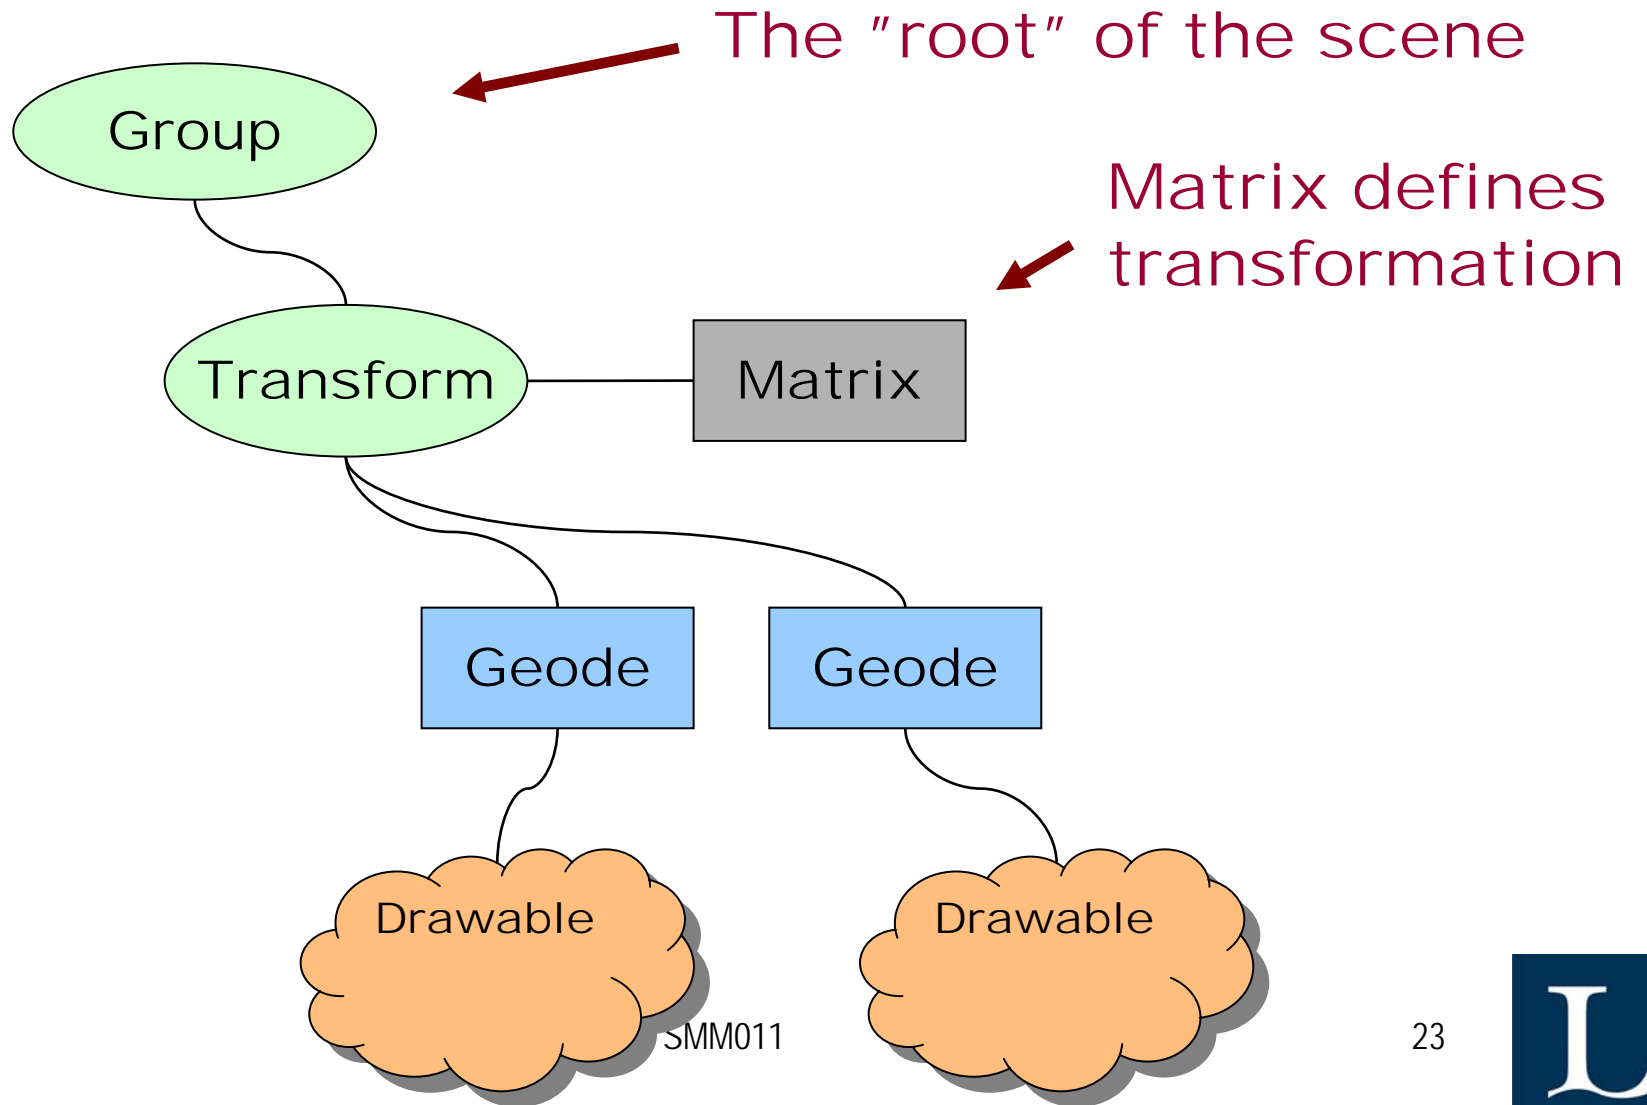 The "root" of the scene
Group
Matrix defines
transformation
Transform
Matrix
Geode
Geode
Drawable
Drawable
SMM011
23
L